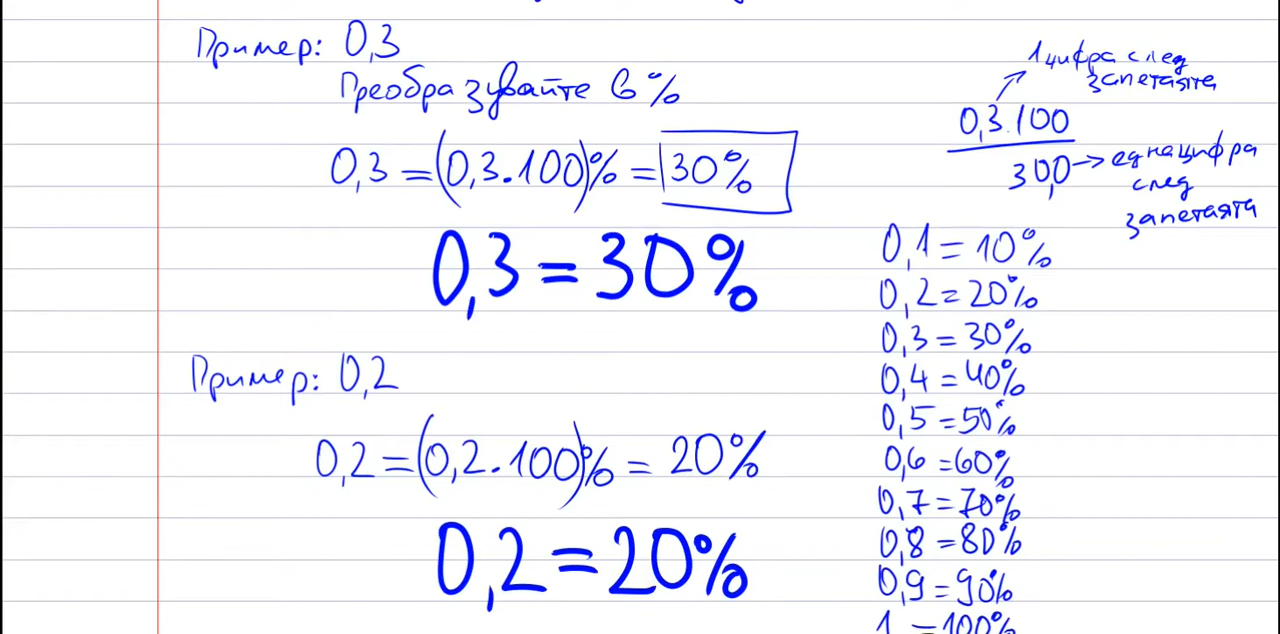 Пример: 0,3
Преобразувайте в %
0,3 = (0,3.100)% = 30%
0,3 = 30%
Пример: 0,2
0,2 = (0,2.100)% = 20%
0,2 = 20%
1 цифра след
запетаята
0,3.100
30,0 → една цифра
след
запетаята
0,1 = 10%
0,2 = 20%
0,3 = 30%
0,4 = 40%
0,5 = 50%
0,6 = 60%
0,7 = 70%
0,8 = 80%
0,9 = 90%
1 = 100%